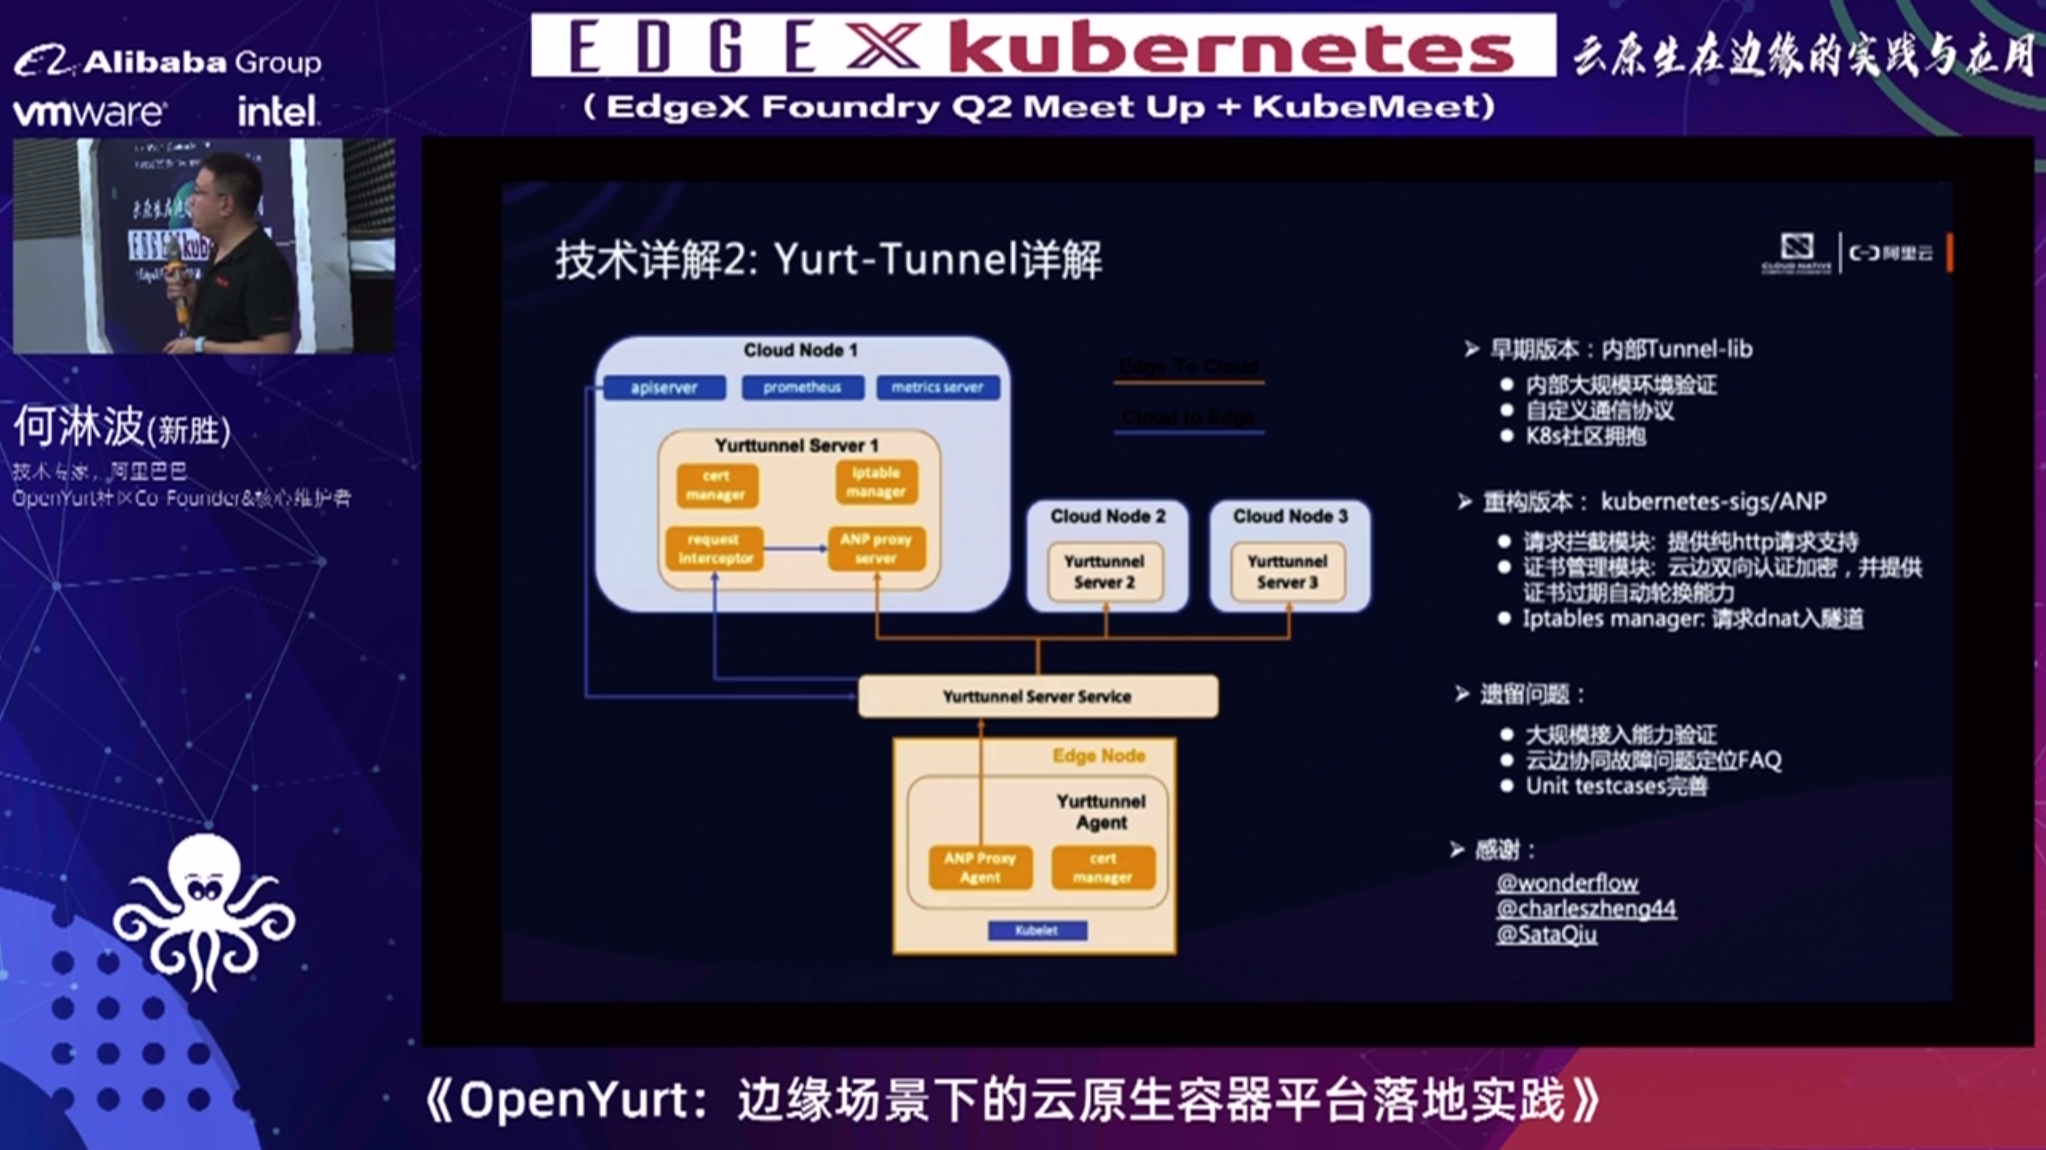 Alibaba Group
vmware
intel.
EDGE X kubernetes
云原生在边缘的实践与应用
( EdgeX Foundry Q2 Meet Up + KubeMeet)
何淋波(新胜)
技术专家，阿里巴巴
OpenYurt社区Co-Founder&核心维护者
技术详解2: Yurt-Tunnel详解
CLOUD NATIVE
阿里云
Cloud Node 1
apiserver
prometheus
metrics server
Yurttunnel Server 1
cert
manager
Iptable
manager
request
interceptor
ANP proxy
server
Edge To Cloud
Cloud to Edge
Cloud Node 2
Yurttunnel
Server 2
Cloud Node 3
Yurttunnel
Server 3
Yurttunnel Server Service
Edge Node
Yurttunnel
Agent
ANP Proxy
Agent
cert
manager
Kubelet
➢ 早期版本：内部Tunnel-lib
● 内部大规模环境验证
● 自定义通信协议
● K8s社区拥抱
➢ 重构版本： kubernetes-sigs/ANP
● 请求拦截模块: 提供纯http请求支持
● 证书管理模块: 云边双向认证加密，并提供
证书过期自动轮换能力
● Iptables manager: 请求dnat入隧道
➢ 遗留问题：
● 大规模接入能力验证
● 云边协同故障问题定位FAQ
● Unit testcases完善
➢ 感谢：
@wonderflow
@charleszheng44
@SataQiu
《OpenYurt：边缘场景下的云原生容器平台落地实践》